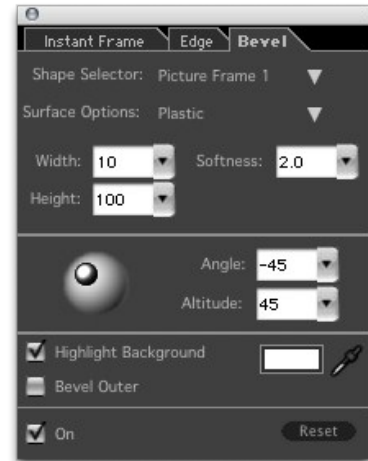 Instant Frame Edge Bevel
Shape Selector: Picture Frame 1
Surface Options: Plastic
Width: 10 Softness: 2.0
Height: 100
Angle: -45
Altitude: 45
Highlight Background
Bevel Outer
On Reset